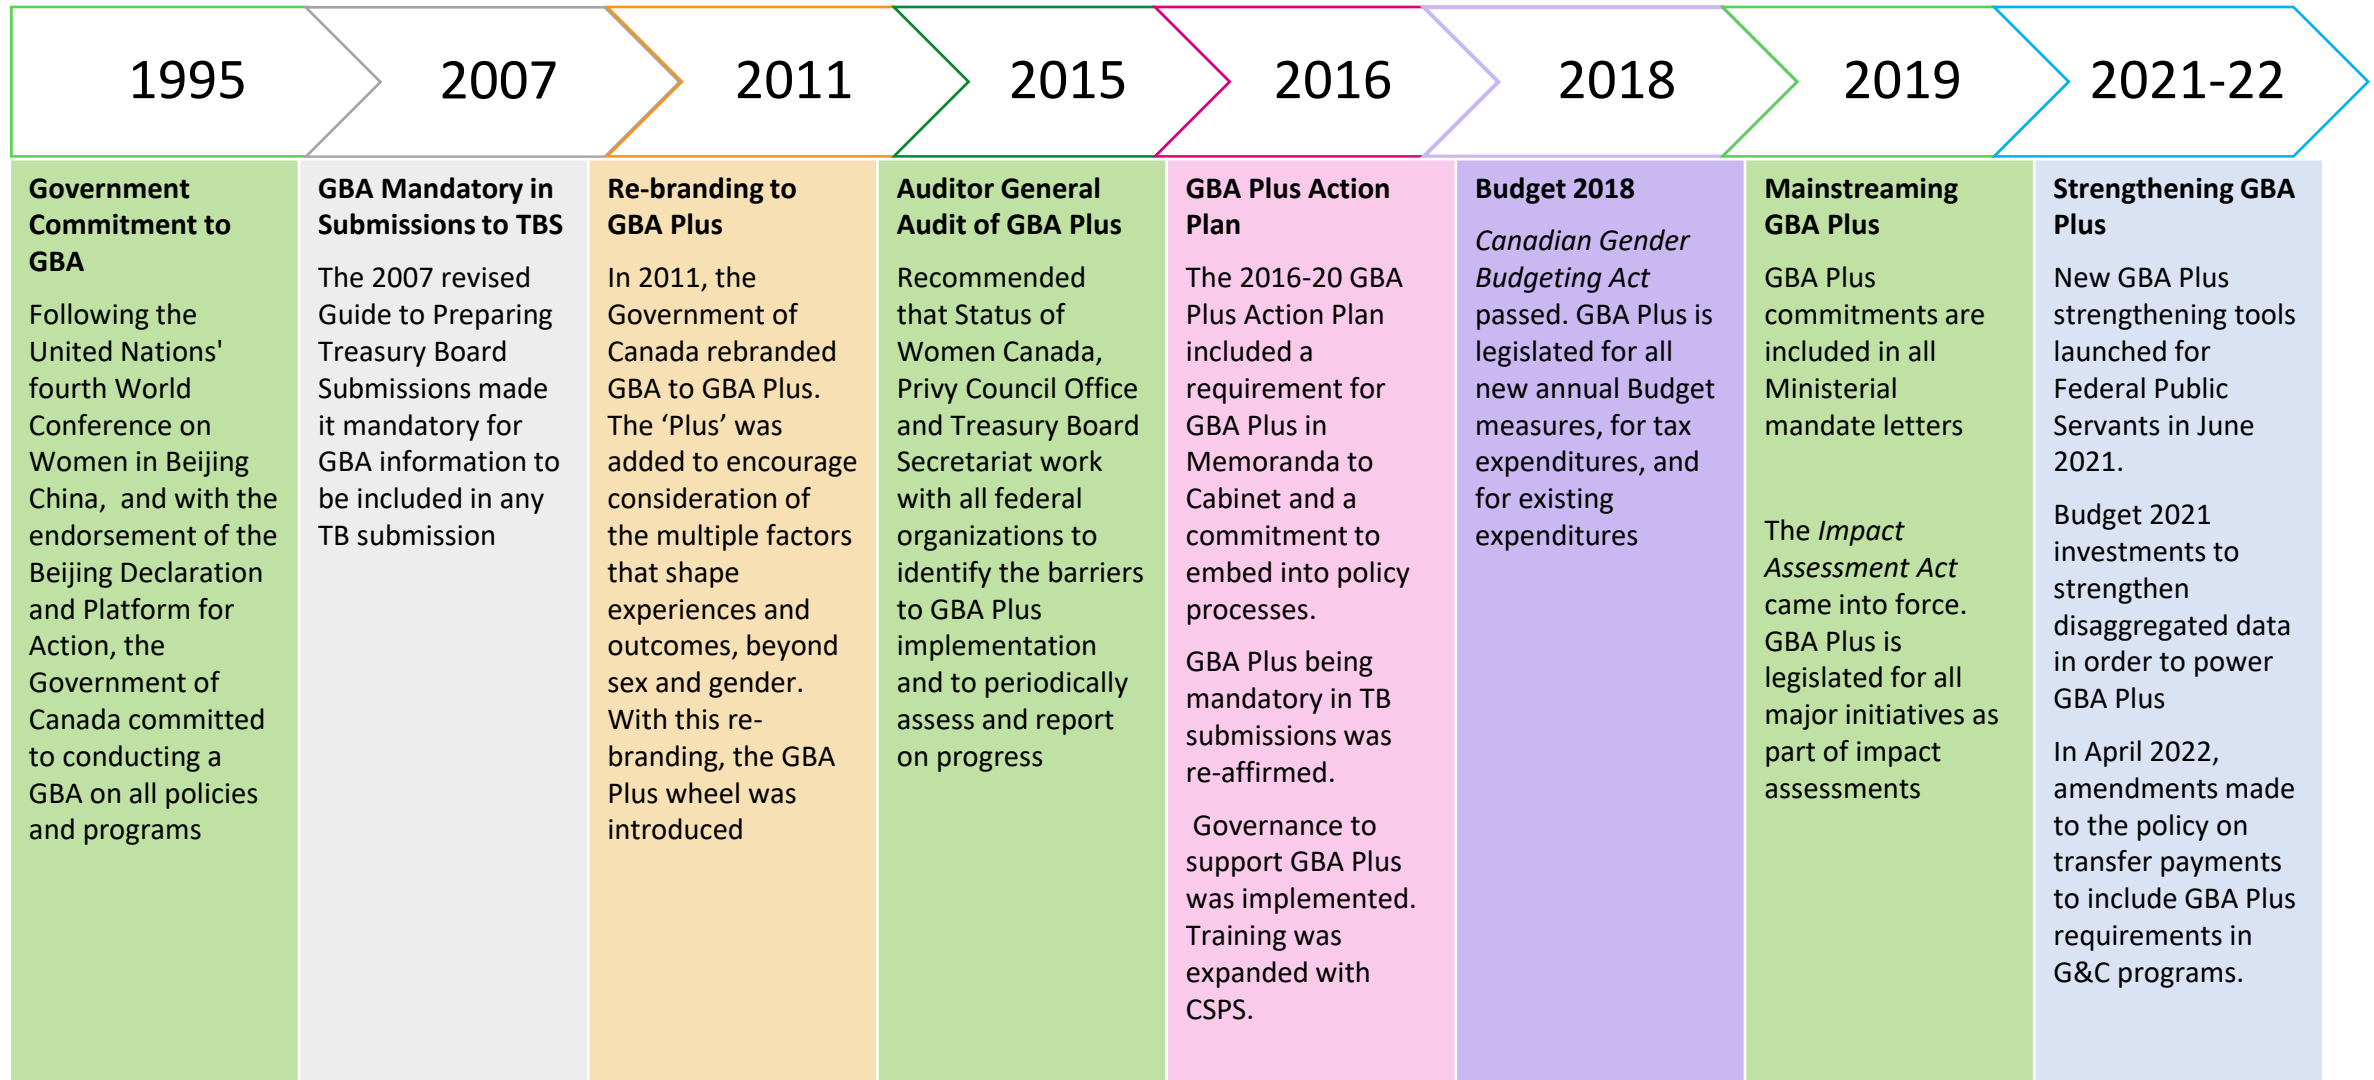 1995
2007
2011
2015
2016
2018
2019
2021-22
Government
Commitment to
GBA
Following the
United Nations'
fourth World
Conference on
Women in Beijing
China, and with the
endorsement of the
Beijing Declaration
and Platform for
Action, the
Government of
Canada committed
to conducting a
GBA on all policies
and programs
GBA Mandatory in
Submissions to TBS
The 2007 revised
Guide to Preparing
Treasury Board
Submissions made
it mandatory for
GBA information to
be included in any
TB submission
Re-branding to
GBA Plus
In 2011, the
Government of
Canada rebranded
GBA to GBA Plus.
The ‘Plus’ was
added to encourage
consideration of
the multiple factors
that shape
experiences and
outcomes, beyond
sex and gender.
With this re-
branding, the GBA
Plus wheel was
introduced
Auditor General
Audit of GBA Plus
Recommended
that Status of
Women Canada,
Privy Council Office
and Treasury Board
Secretariat work
with all federal
organizations to
identify the barriers
to GBA Plus
implementation
and to periodically
assess and report
on progress
GBA Plus Action
Plan
The 2016-20 GBA
Plus Action Plan
included a
requirement for
GBA Plus in
Memoranda to
Cabinet and a
commitment to
embed into policy
processes.
GBA Plus being
mandatory in TB
submissions was
re-affirmed.
Governance to
support GBA Plus
was implemented.
Training was
expanded with
CSPS.
Budget 2018
Canadian Gender
Budgeting Act
passed. GBA Plus is
legislated for all
new annual Budget
measures, for tax
expenditures, and
for existing
expenditures
Mainstreaming
GBA Plus
GBA Plus
commitments are
included in all
Ministerial
mandate letters
The Impact
Assessment Act
came into force.
GBA Plus is
legislated for all
major initiatives as
part of impact
assessments
Strengthening GBA
Plus
New GBA Plus
strengthening tools
launched for
Federal Public
Servants in June
2021.
Budget 2021
investments to
strengthen
disaggregated data
in order to power
GBA Plus
In April 2022,
amendments made
to the policy on
transfer payments
to include GBA Plus
requirements in
G&C programs.